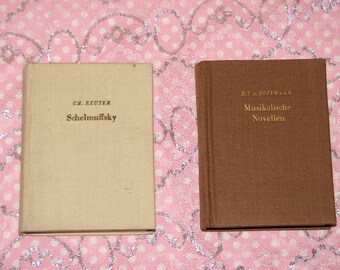 CH. REUTER
Schelmuffsky
E. T. A. HOFFMANN
Musikalische
Novellen